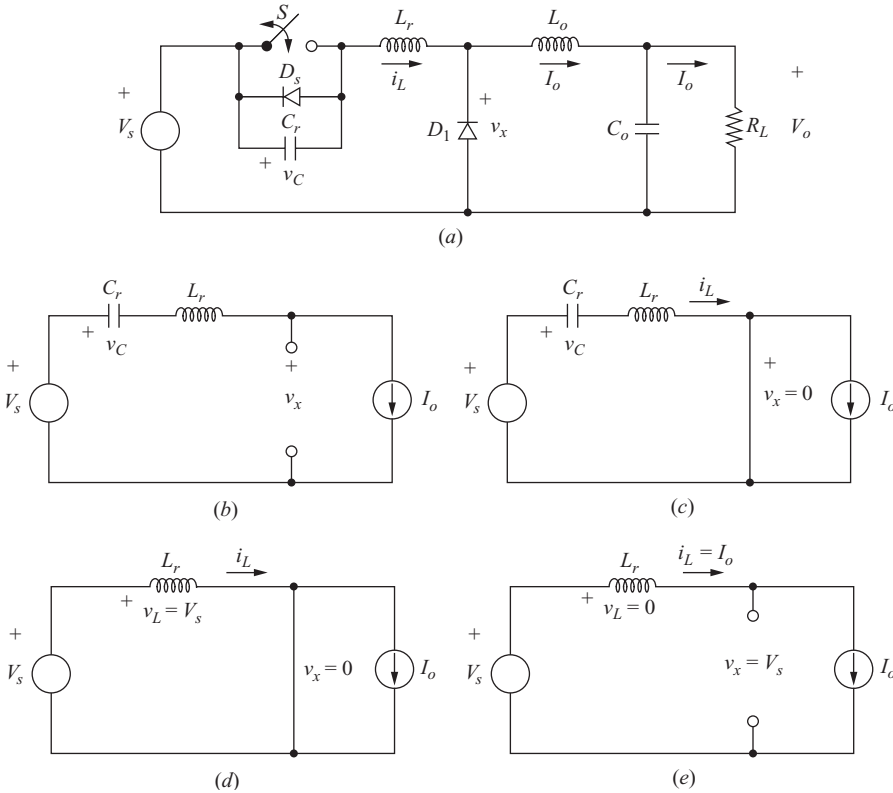 S
L_r
L_o
D_s
i_L
I_o
I_o
+
V_s
C_r
+
v_C
D_1
+
v_x
C_o
R_L
+
V_o
(a)
C_r
L_r
+
v_C
+
V_s
+
v_x
I_o
(b)
C_r
L_r
i_L
+
v_C
+
V_s
+
v_x = 0
I_o
(c)
L_r
i_L
+
v_L = V_s
+
V_s
v_x = 0
I_o
(d)
L_r
i_L = I_o
+
v_L = 0
+
V_s
v_x = V_s
I_o
(e)